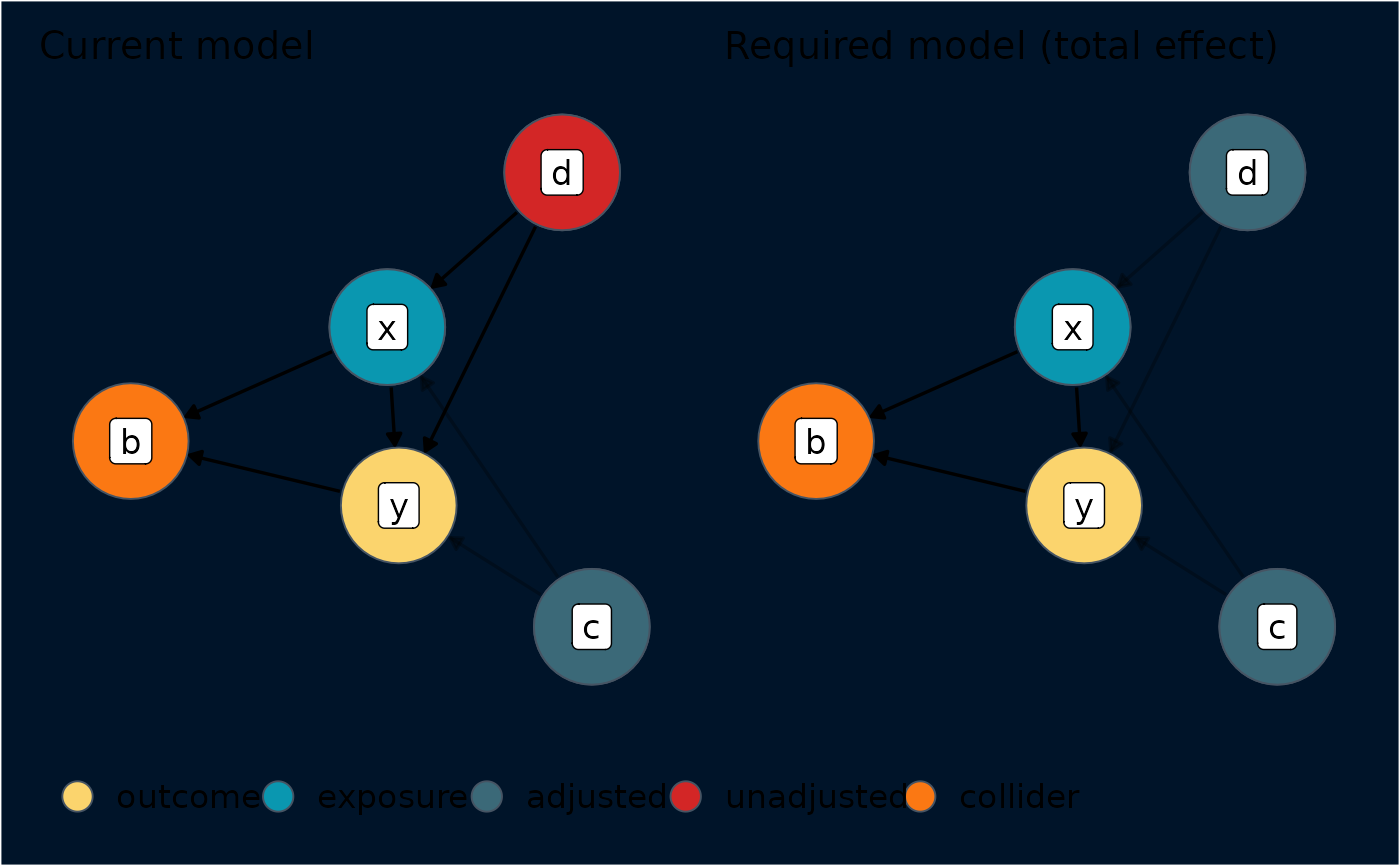 Current model
Required model (total effect)
d
d
x
x
b
b
y
y
c
c
outcome exposure adjusted unadjusted collider